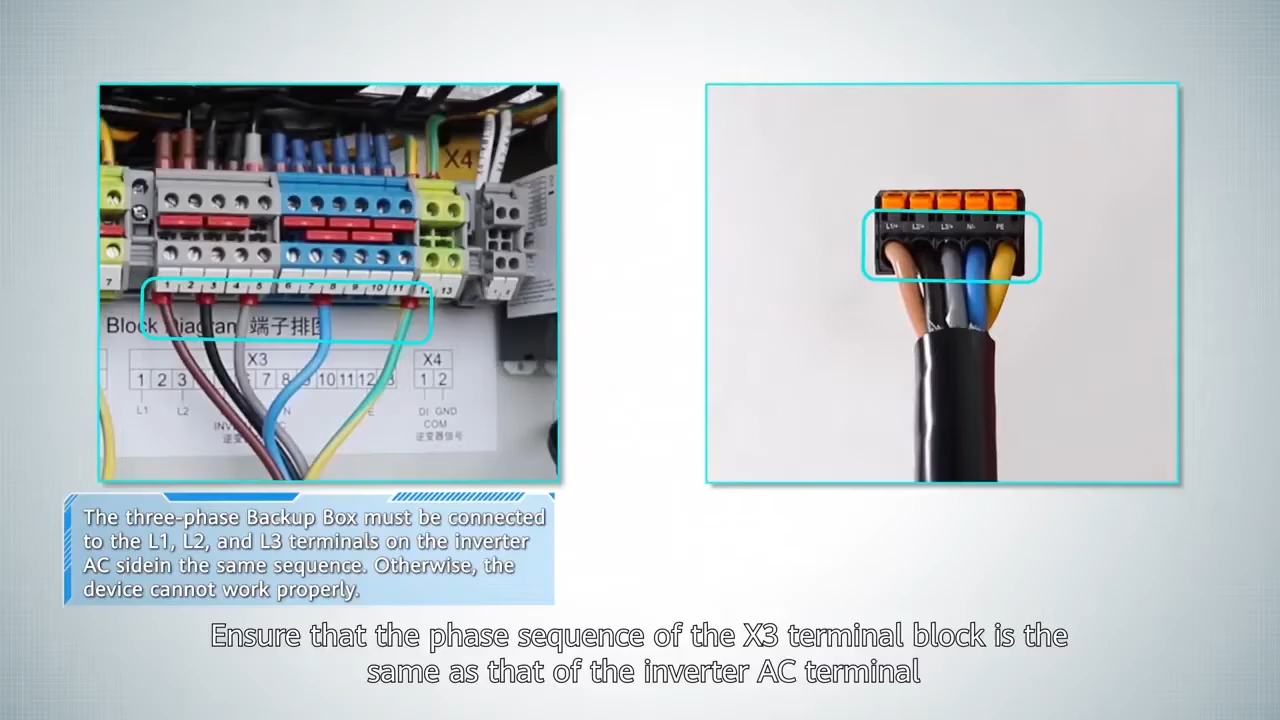 X4
7
1 2 3 4 5 6 7 8 9 10 11 12 13
Block Diagram 端子排图
X3
X4
1 2 3 7 8 10 11 12
1 2
L1 L2 N E
DI GND
COM
逆变器信号
L1/+ L2/+ L3/+ N/- PE
The three-phase Backup Box must be connected
to the L1, L2, and L3 terminals on the inverter
AC sidein the same sequence. Otherwise, the
device cannot work properly.
Ensure that the phase sequence of the X3 terminal block is the
same as that of the inverter AC terminal